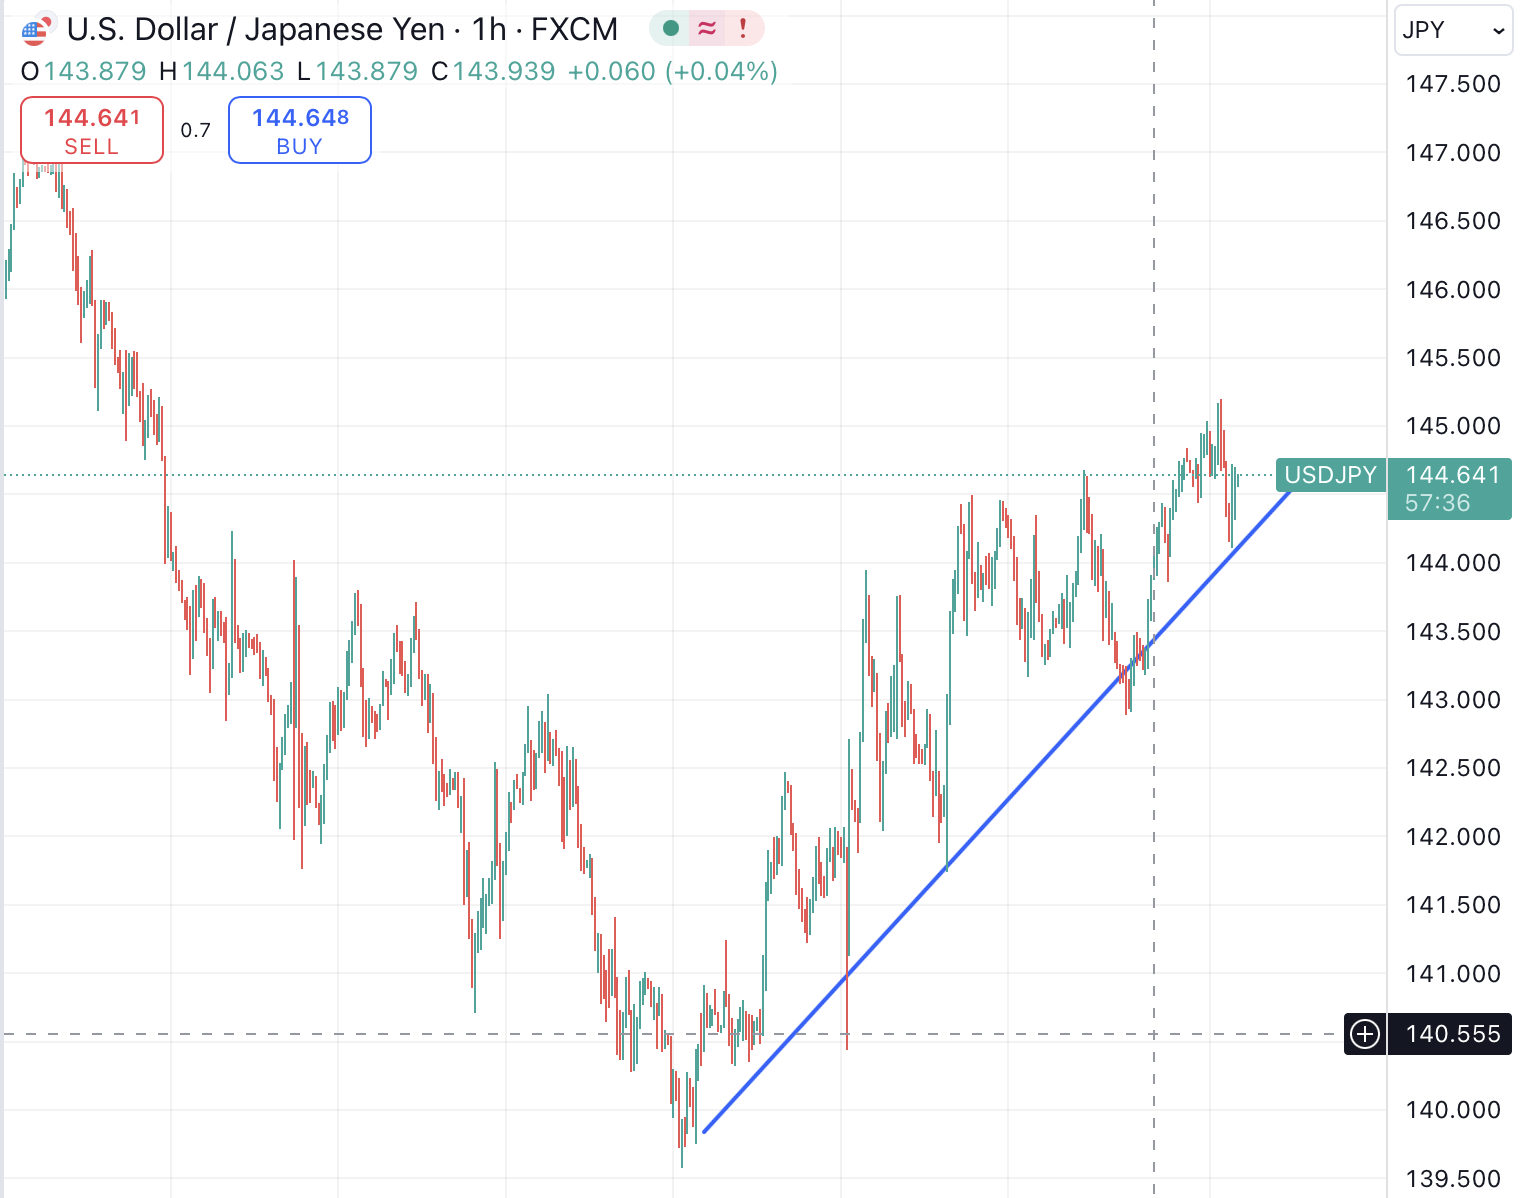 U.S. Dollar / Japanese Yen · 1h · FXCM ≈ !
O143.879 H144.063 L143.879 C143.939 +0.060 (+0.04%)
144.641 0.7 144.648
SELL BUY
JPY
147.500
147.000
146.500
146.000
145.500
145.000
USDJPY 144.641
57:36
144.000
143.500
143.000
142.500
142.000
141.500
141.000
140.555
140.000
139.500